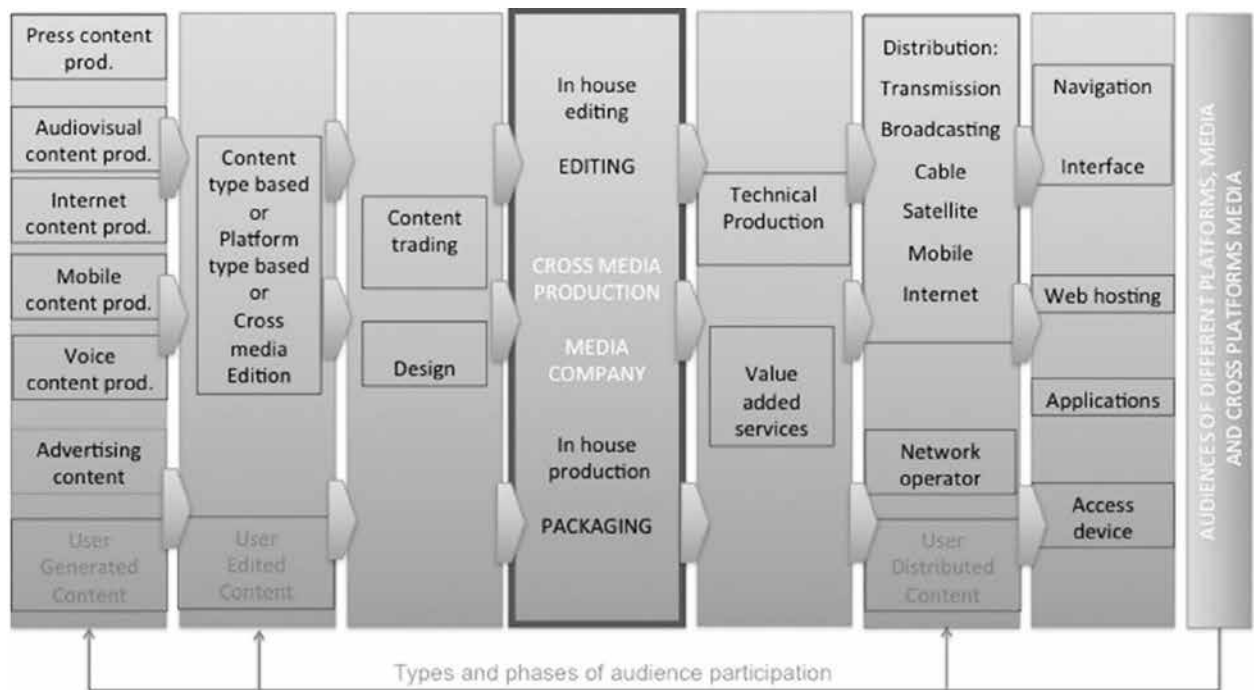 Press content
prod.
Audiovisual
content prod.
Internet
content prod.
Mobile
content prod.
Voice
content prod.
Advertising
content
User
Generated
Content
Content
type based
or
Platform
type based
or
Cross
media
Edition
User
Edited
Content
Content
trading
Design
In house
editing
EDITING
CROSS MEDIA
PRODUCTION
MEDIA
COMPANY
In house
production
PACKAGING
Technical
Production
Value
added
services
Distribution:
Transmission
Broadcasting
Cable
Satellite
Mobile
Internet
Network
operator
User
Distributed
Content
Navigation
Interface
Web hosting
Applications
Access
device
AUDIENCES OF DIFFERENT PLATFORMS, MEDIA
AND CROSS PLATFORMS MEDIA
Types and phases of audience participation